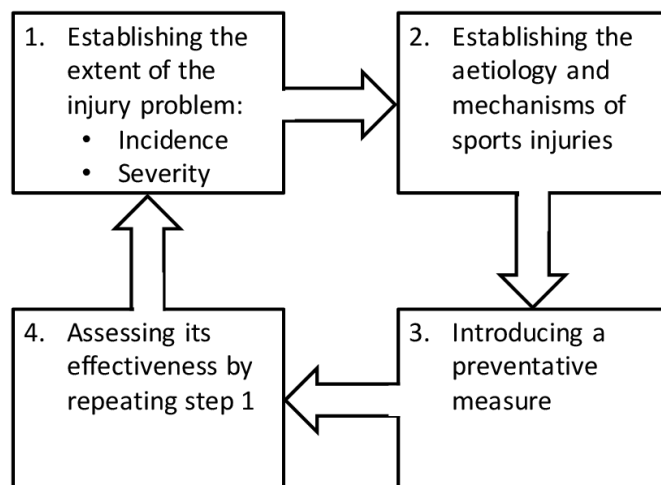 1. Establishing the
extent of the
injury problem:
• Incidence
• Severity
2. Establishing the
aetiology and
mechanisms of
sports injuries
3. Introducing a
preventative
measure
4. Assessing its
effectiveness by
repeating step 1